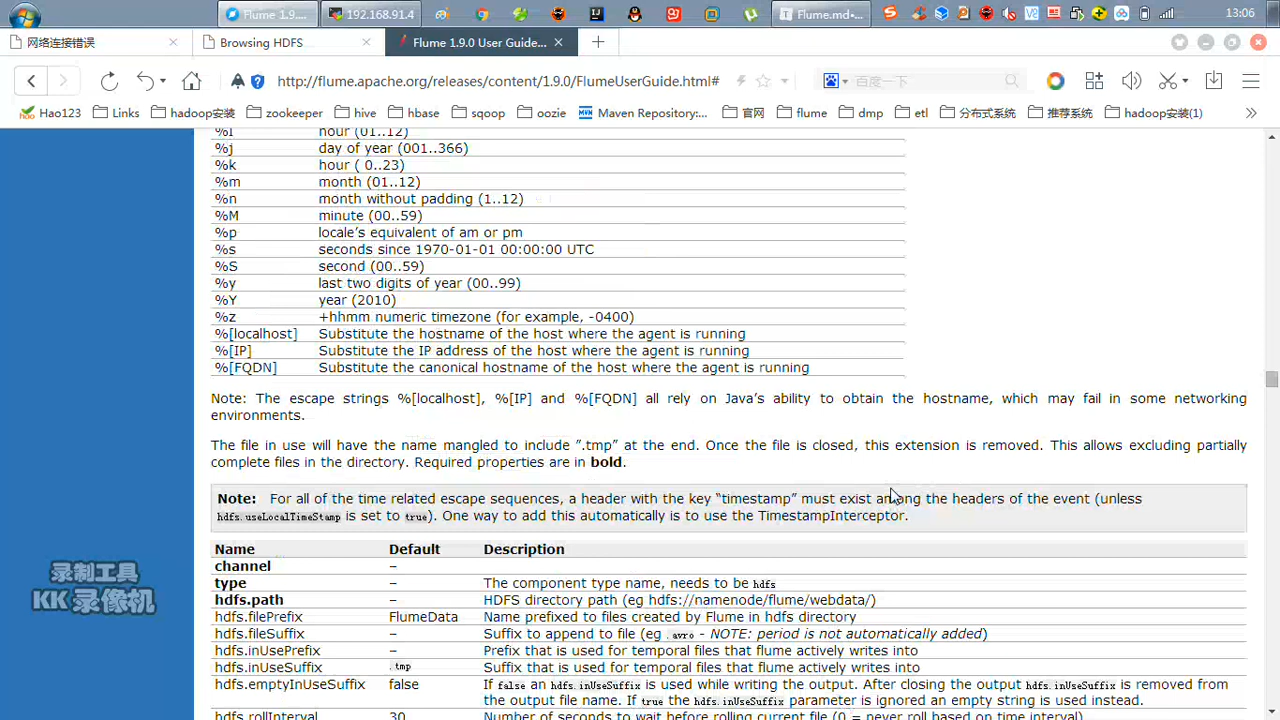 Flume 1.9....
192.168.91.4
Flume.md•...
13:06
网络连接错误
Browsing HDFS
Flume 1.9.0 User Guide...
http://flume.apache.org/releases/content/1.9.0/FlumeUserGuide.html#
百度一下
Hao123
Links
hadoop安装
zookeeper
hive
hbase
sqoop
oozie
Maven Repository:...
官网
flume
dmp
etl
分布式系统
推荐系统
hadoop安装(1)
%I hour (01..12)
%j day of year (001..366)
%k hour ( 0..23)
%m month (01..12)
%n month without padding (1..12)
%M minute (00..59)
%p locale’s equivalent of am or pm
%s seconds since 1970-01-01 00:00:00 UTC
%S second (00..59)
%y last two digits of year (00..99)
%Y year (2010)
%z +hhmm numeric timezone (for example, -0400)
%[localhost] Substitute the hostname of the host where the agent is running
%[IP] Substitute the IP address of the host where the agent is running
%[FQDN] Substitute the canonical hostname of the host where the agent is running
Note: The escape strings %[localhost], %[IP] and %[FQDN] all rely on Java’s ability to obtain the hostname, which may fail in some networking
environments.
The file in use will have the name mangled to include ”.tmp” at the end. Once the file is closed, this extension is removed. This allows excluding partially
complete files in the directory. Required properties are in bold.
Note: For all of the time related escape sequences, a header with the key “timestamp” must exist among the headers of the event (unless
hdfs.useLocalTimeStamp is set to true). One way to add this automatically is to use the TimestampInterceptor.
Name Default Description
channel –
type – The component type name, needs to be hdfs
hdfs.path – HDFS directory path (eg hdfs://namenode/flume/webdata/)
hdfs.filePrefix FlumeData Name prefixed to files created by Flume in hdfs directory
hdfs.fileSuffix – Suffix to append to file (eg .avro - NOTE: period is not automatically added)
hdfs.inUsePrefix – Prefix that is used for temporal files that flume actively writes into
hdfs.inUseSuffix .tmp Suffix that is used for temporal files that flume actively writes into
hdfs.emptyInUseSuffix false If false an hdfs.inUseSuffix is used while writing the output. After closing the output hdfs.inUseSuffix is removed from
the output file name. If true the hdfs.inUseSuffix parameter is ignored an empty string is used instead.
hdfs.rollInterval 30 Number of seconds to wait before rolling current file (0 = never roll based on time interval)
录制工具
KK 录像机